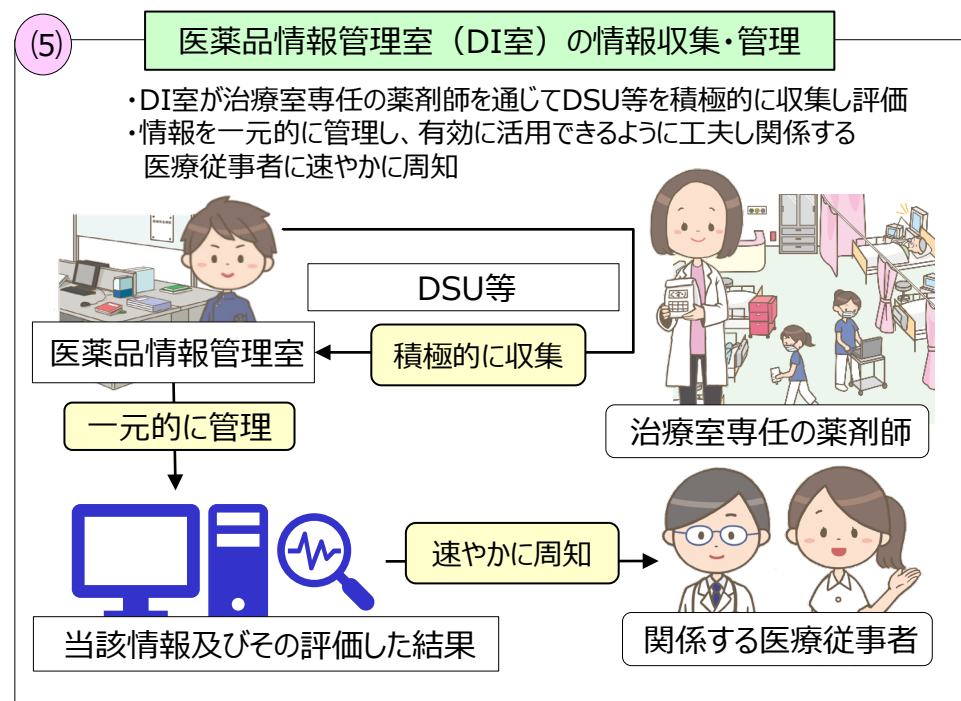 (5)
医薬品情報管理室（DI室）の情報収集・管理
・DI室が治療室専任の薬剤師を通じてDSU等を積極的に収集し評価
・情報を一元的に管理し、有効に活用できるように工夫し関係する
医療従事者に速やかに周知
DSU等
医薬品情報管理室
積極的に収集
一元的に管理
治療室専任の薬剤師
速やかに周知
当該情報及びその評価した結果
関係する医療従事者